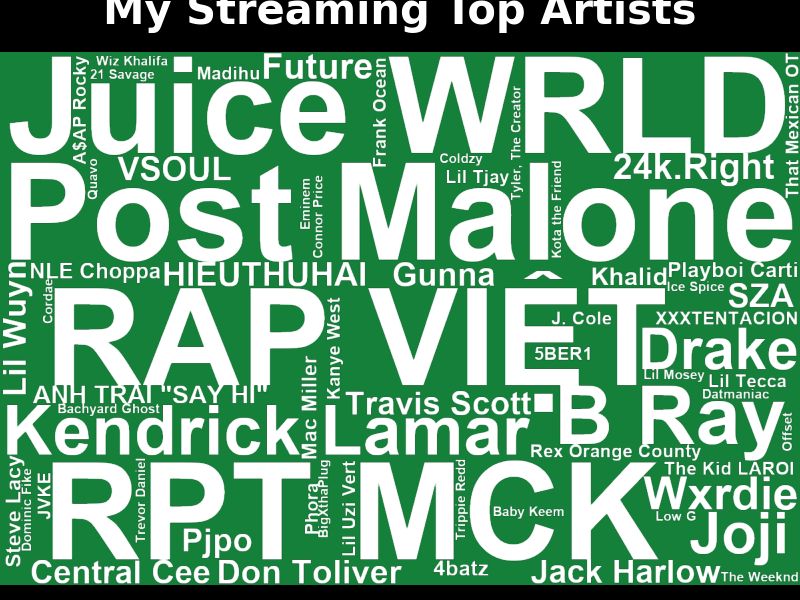 My Streaming Top Artists
Juice WRLD
Wiz Khalifa
21 Savage
A$AP Rocky
Madihu
Future
Frank Ocean
Tyler, The Creator
That Mexican OT
Quavo
VSOUL
Coldzy
Lil Tjay
24k.Right
Post Malone
Eminem
Connor Price
Kota the Friend
NLE Choppa
HIEUTHUHAI
Gunna
Khalid
Playboi Carti
Ice Spice
SZA
Lil Wuyn
Cordae
RAP VIỆT
Kanye West
J. Cole
XXXTENTACION
5BER1
Drake
Lil Mosey
Lil Tecca
Datmaniac
ANH TRAI "SAY HI"
Bachyard Ghost
Mac Miller
Travis Scott
B Ray
Offset
Kendrick Lamar
Rex Orange County
The Kid LAROI
Steve Lacy
Dominic Fike
JVKE
RPT MCK
Trevor Daniel
Phora
BigXthaPlug
Lil Uzi Vert
Trippie Redd
Baby Keem
Wxrdie
Low G
Joji
Pjpo
Central Cee
Don Toliver
4batz
Jack Harlow
The Weeknd